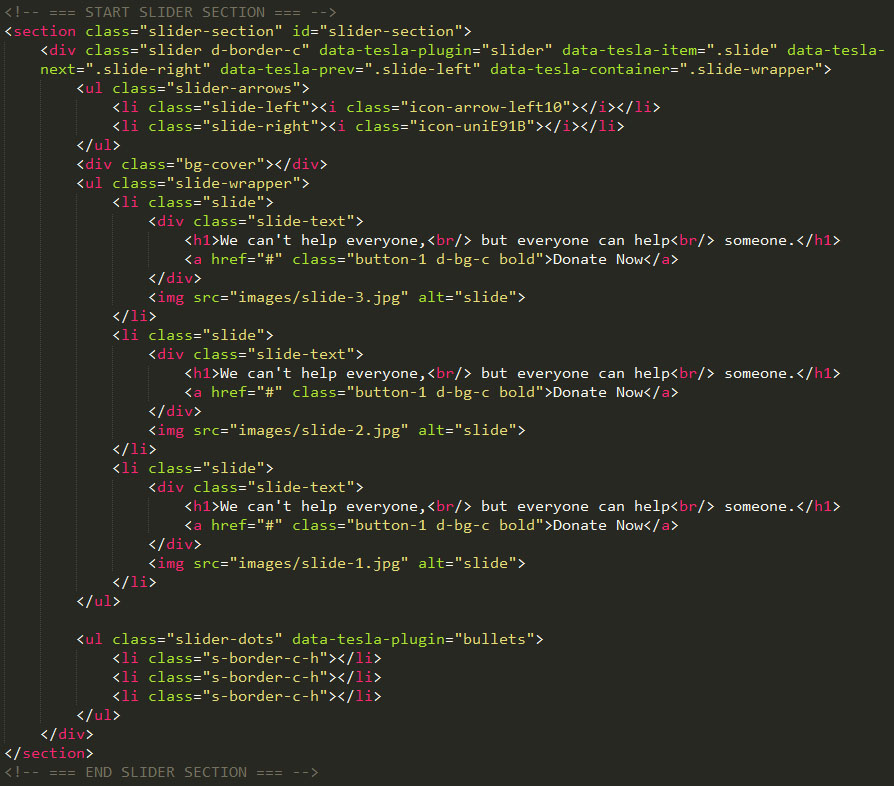 <!-- === START SLIDER SECTION === -->
<section class="slider-section" id="slider-section">
    <div class="slider d-border-c" data-tesla-plugin="slider" data-tesla-item=".slide" data-tesla-
    next=".slide-right" data-tesla-prev=".slide-left" data-tesla-container=".slide-wrapper">
        <ul class="slider-arrows">
            <li class="slide-left"><i class="icon-arrow-left10"></i></li>
            <li class="slide-right"><i class="icon-uniE91B"></i></li>
        </ul>
        <div class="bg-cover"></div>
        <ul class="slide-wrapper">
            <li class="slide">
                <div class="slide-text">
                    <h1>We can't help everyone,<br/> but everyone can help<br/> someone.</h1>
                    <a href="#" class="button-1 d-bg-c bold">Donate Now</a>
                </div>
                <img src="images/slide-3.jpg" alt="slide">
            </li>
            <li class="slide">
                <div class="slide-text">
                    <h1>We can't help everyone,<br/> but everyone can help<br/> someone.</h1>
                    <a href="#" class="button-1 d-bg-c bold">Donate Now</a>
                </div>
                <img src="images/slide-2.jpg" alt="slide">
            </li>
            <li class="slide">
                <div class="slide-text">
                    <h1>We can't help everyone,<br/> but everyone can help<br/> someone.</h1>
                    <a href="#" class="button-1 d-bg-c bold">Donate Now</a>
                </div>
                <img src="images/slide-1.jpg" alt="slide">
            </li>
        </ul>

        <ul class="slider-dots" data-tesla-plugin="bullets">
            <li class="s-border-c-h"></li>
            <li class="s-border-c-h"></li>
            <li class="s-border-c-h"></li>
        </ul>
    </div>
</section>
<!-- === END SLIDER SECTION === -->